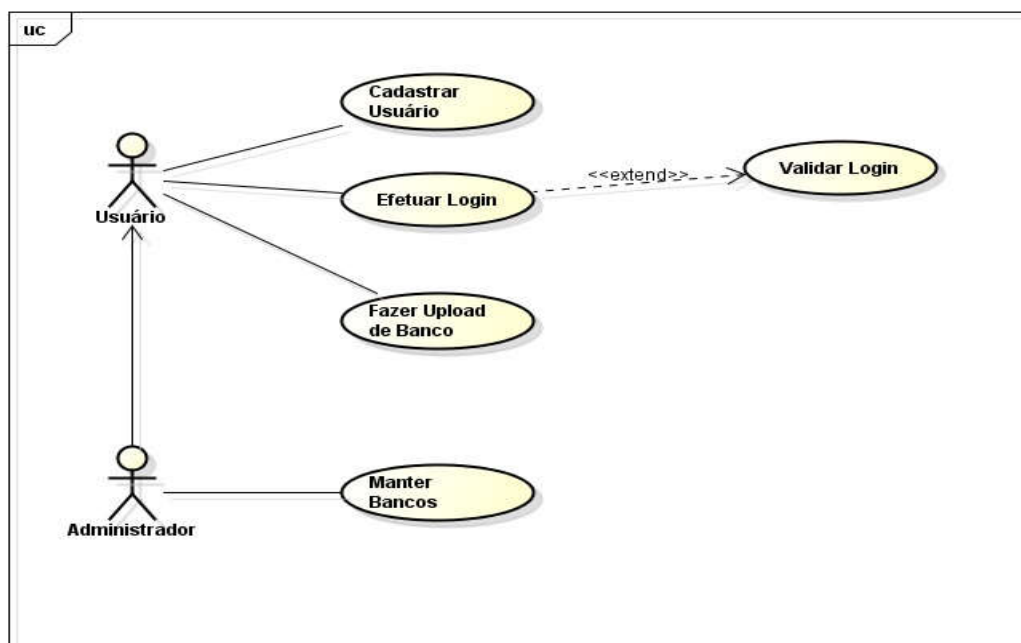 uc
Cadastrar
Usuário
Usuário
Efetuar Login
<<extend>>
Validar Login
Fazer Upload
de Banco
Administrador
Manter
Bancos